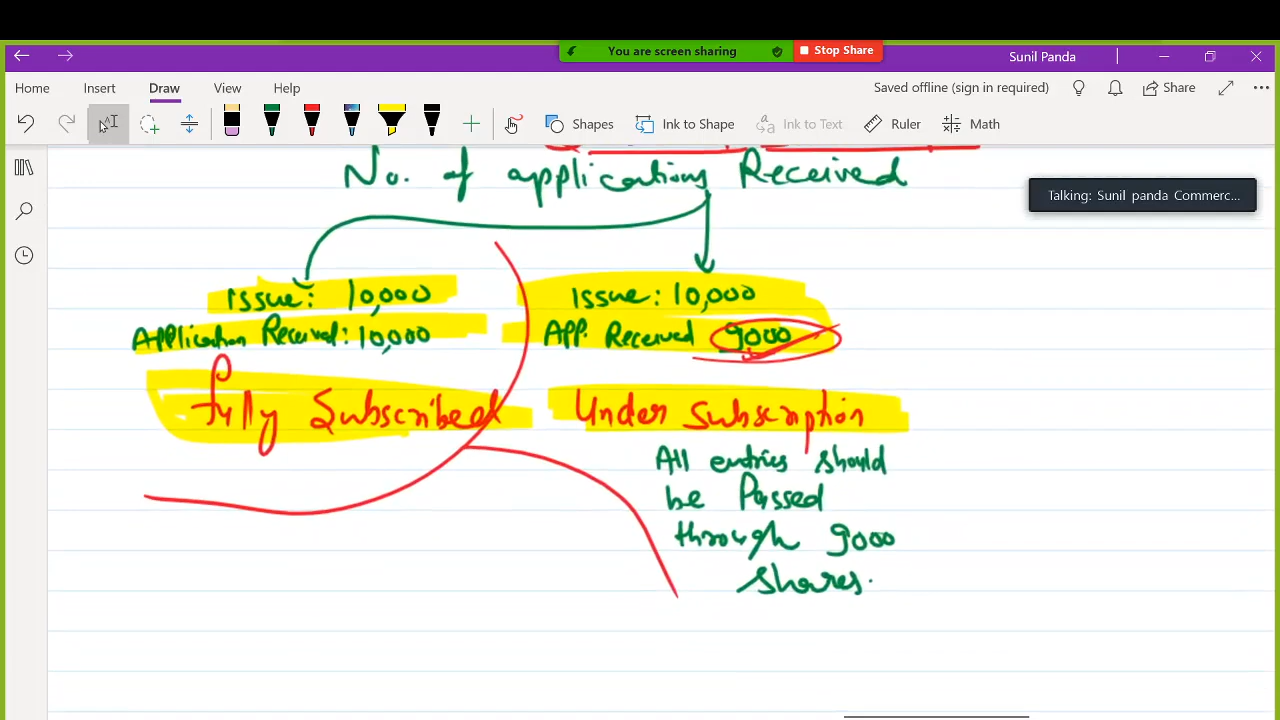 You are screen sharing
Stop Share
Sunil Panda
Home Insert Draw View Help
Saved offline (sign in required)
Share
Shapes
Ink to Shape
Ink to Text
Ruler
Math
Talking: Sunil panda Commerc...
No. of applications Received
Issue: 10,000
Application Received: 10,000
fully Subscribed
Issue: 10,000
App. Received 9000
Under Subscription
All entries should
be Passed
through 9000
shares.